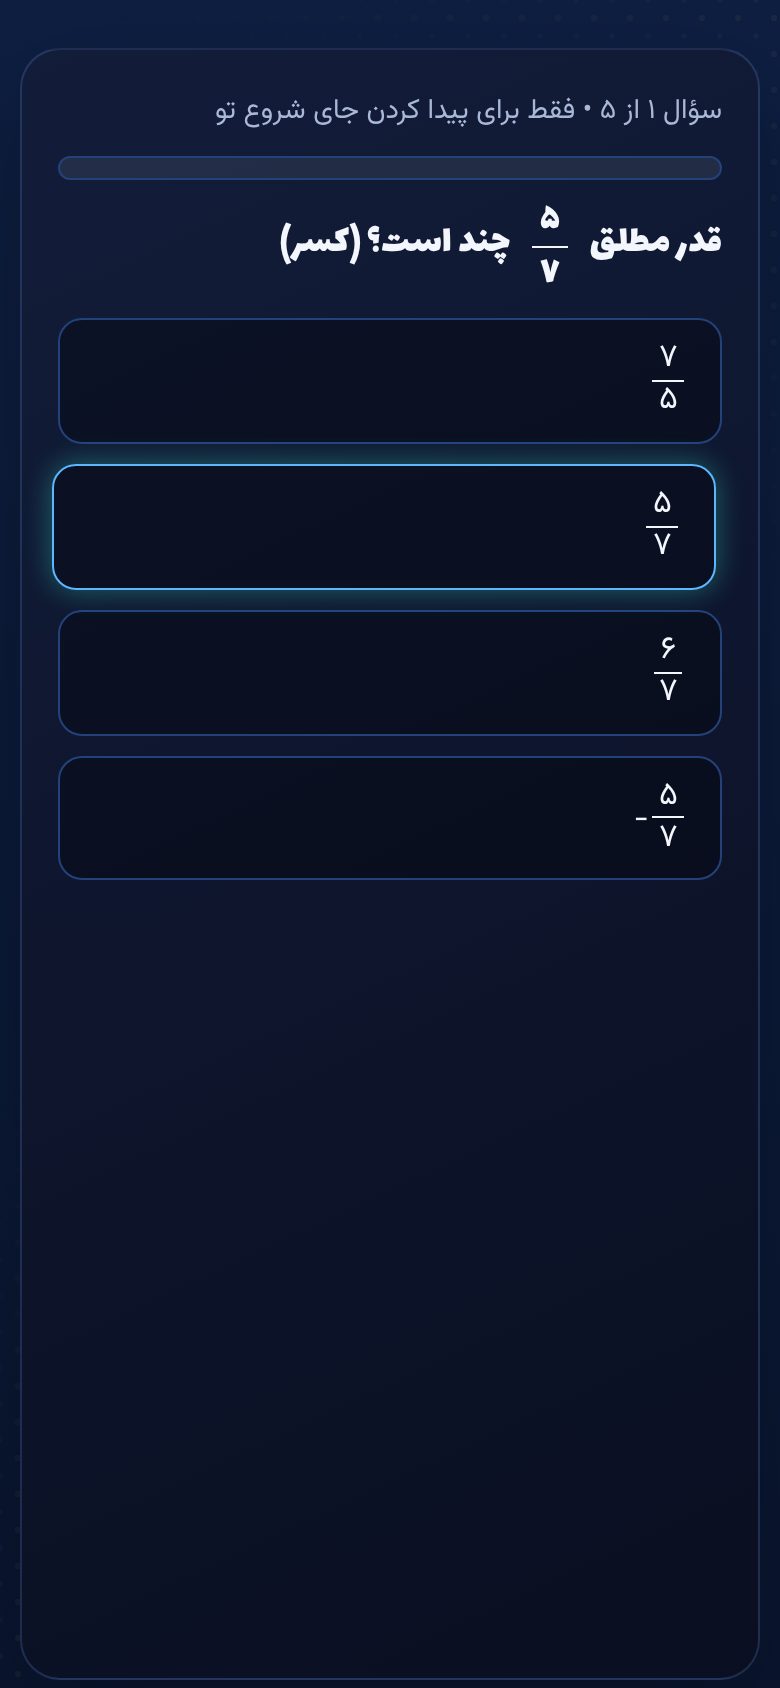 سؤال ۱ از ۵ • فقط برای پیدا کردن جای شروع تو
قدر مطلق ۵/۷ چند است؟ (کسر)
۷/۵
۵/۷
۶/۷
-۵/۷